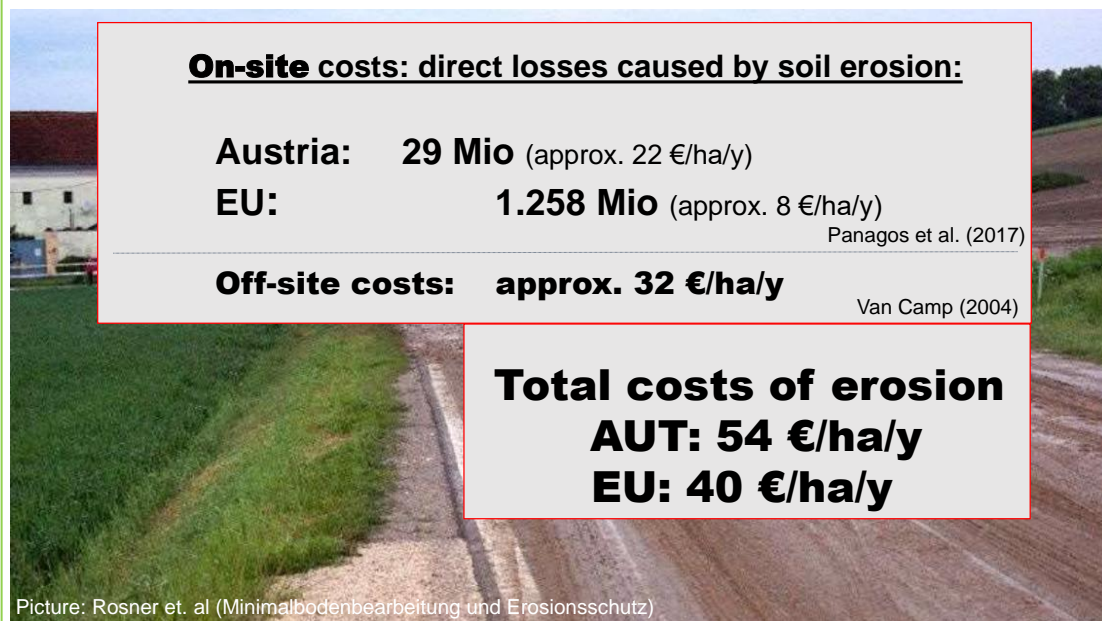 On-site costs: direct losses caused by soil erosion:
Austria: 29 Mio (approx. 22 €/ha/y)
EU: 1.258 Mio (approx. 8 €/ha/y)
Panagos et al. (2017)
Off-site costs: approx. 32 €/ha/y
Van Camp (2004)
Total costs of erosion
AUT: 54 €/ha/y
EU: 40 €/ha/y
Picture: Rosner et. al (Minimalbodenbearbeitung und Erosionsschutz)